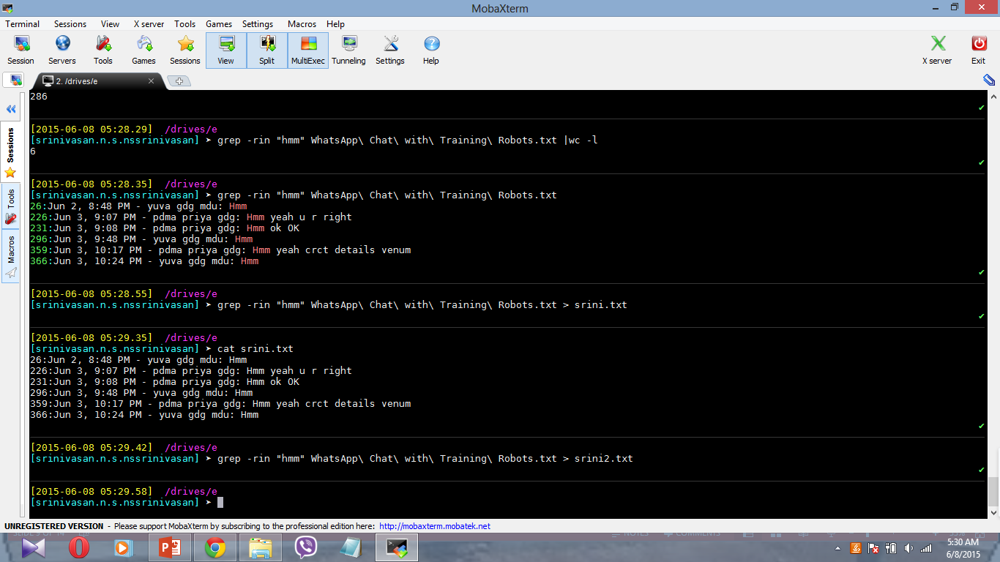 MobaXterm
Terminal Sessions View X server Tools Games Settings Macros Help
Session Servers Tools Games Sessions View Split MultiExec Tunneling Settings Help X server Exit
2. /drives/e
Sessions
Tools
Macros
286
[2015-06-08 05:28.29]  /drives/e
[srinivasan.n.s.nssrinivasan] ➤ grep -rin "hmm" WhatsApp\ Chat\ with\ Training\ Robots.txt |wc -l
6
[2015-06-08 05:28.35]  /drives/e
[srinivasan.n.s.nssrinivasan] ➤ grep -rin "hmm" WhatsApp\ Chat\ with\ Training\ Robots.txt
26:Jun 2, 8:48 PM - yuva gdg mdu: Hmm
226:Jun 3, 9:07 PM - pdma priya gdg: Hmm yeah u r right
231:Jun 3, 9:08 PM - pdma priya gdg: Hmm ok OK
296:Jun 3, 9:48 PM - yuva gdg mdu: Hmm
359:Jun 3, 10:17 PM - pdma priya gdg: Hmm yeah crct details venum
366:Jun 3, 10:24 PM - yuva gdg mdu: Hmm
[2015-06-08 05:28.55]  /drives/e
[srinivasan.n.s.nssrinivasan] ➤ grep -rin "hmm" WhatsApp\ Chat\ with\ Training\ Robots.txt > srini.txt
[2015-06-08 05:29.35]  /drives/e
[srinivasan.n.s.nssrinivasan] ➤ cat srini.txt
26:Jun 2, 8:48 PM - yuva gdg mdu: Hmm
226:Jun 3, 9:07 PM - pdma priya gdg: Hmm yeah u r right
231:Jun 3, 9:08 PM - pdma priya gdg: Hmm ok OK
296:Jun 3, 9:48 PM - yuva gdg mdu: Hmm
359:Jun 3, 10:17 PM - pdma priya gdg: Hmm yeah crct details venum
366:Jun 3, 10:24 PM - yuva gdg mdu: Hmm
[2015-06-08 05:29.42]  /drives/e
[srinivasan.n.s.nssrinivasan] ➤ grep -rin "hmm" WhatsApp\ Chat\ with\ Training\ Robots.txt > srini2.txt
[2015-06-08 05:29.58]  /drives/e
[srinivasan.n.s.nssrinivasan] ➤
UNREGISTERED VERSION - Please support MobaXterm by subscribing to the professional edition here: http://mobaxterm.mobatek.net
NOTES COMMENTS
5:30 AM
6/8/2015